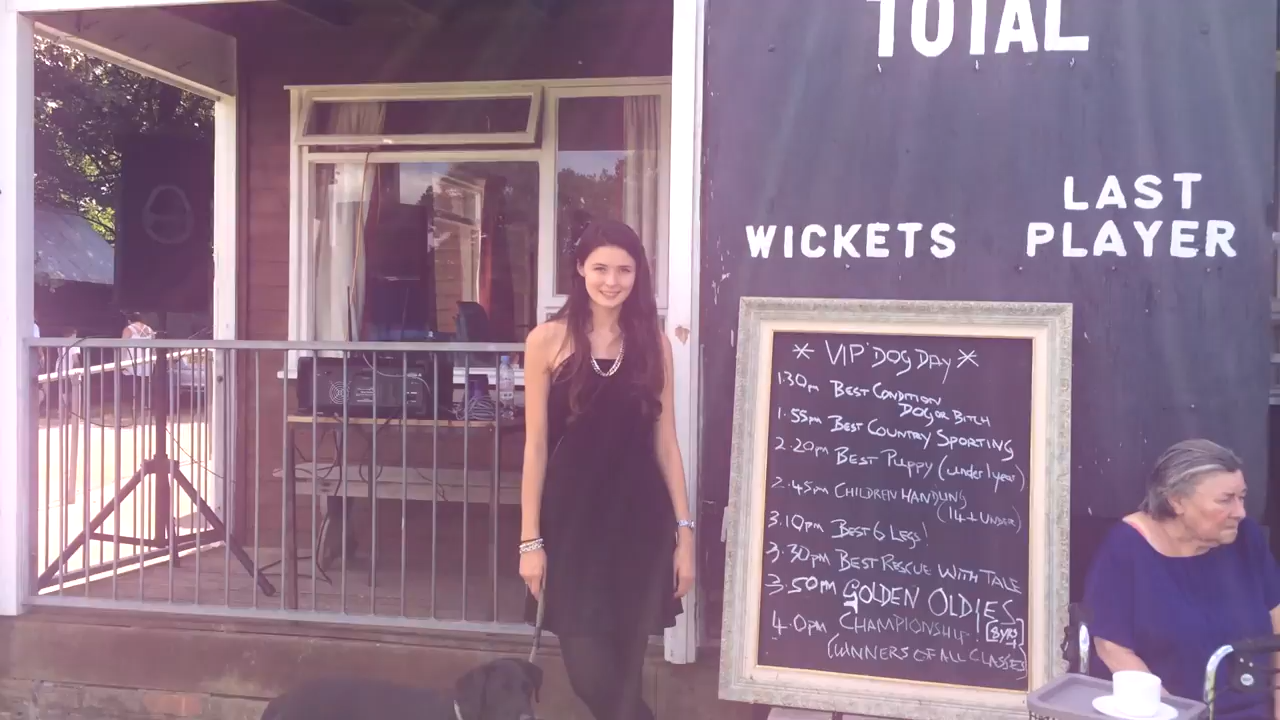 TOTAL
LAST
WICKETS PLAYER
* VIP DOG DAY *
1.30pm BEST CONDITION
DOG OR BITCH
1.55pm BEST COUNTRY SPORTING
2.20pm BEST PUPPY (under 1 year)
2.45pm CHILDREN HANDLING
(14 + UNDER)
3.10pm BEST 6 LEGS!
3.30pm BEST RESCUE WITH TALE
3.50pm GOLDEN OLDIES
4.0pm CHAMPIONSHIP! [8yrs]
(WINNERS OF ALL CLASSES)